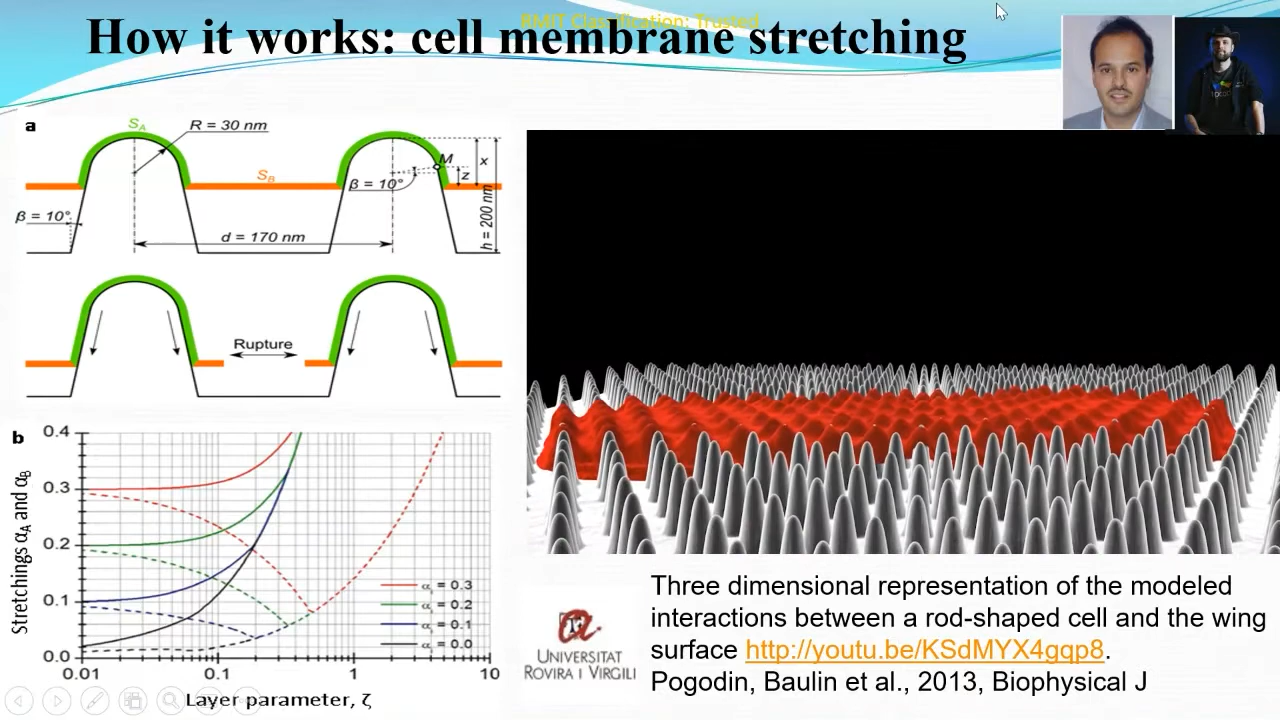 RMIT Classification: Trusted
How it works: cell membrane stretching
a
S_A
R = 30 nm
S_B
M
x
z
β = 10°
β = 10°
h = 200 nm
d = 170 nm
Rupture
b
Stretchings α_A and α_B
0.4
0.3
0.2
0.1
0.0
= 0.3
= 0.2
= 0.1
= 0.0
0.01
0.1
1
10
Layer parameter, ζ
UNIVERSITAT
ROVIRA I VIRGILI
Three dimensional representation of the modeled
interactions between a rod-shaped cell and the wing
surface http://youtu.be/KSdMYX4gqp8.
Pogodin, Baulin et al., 2013, Biophysical J